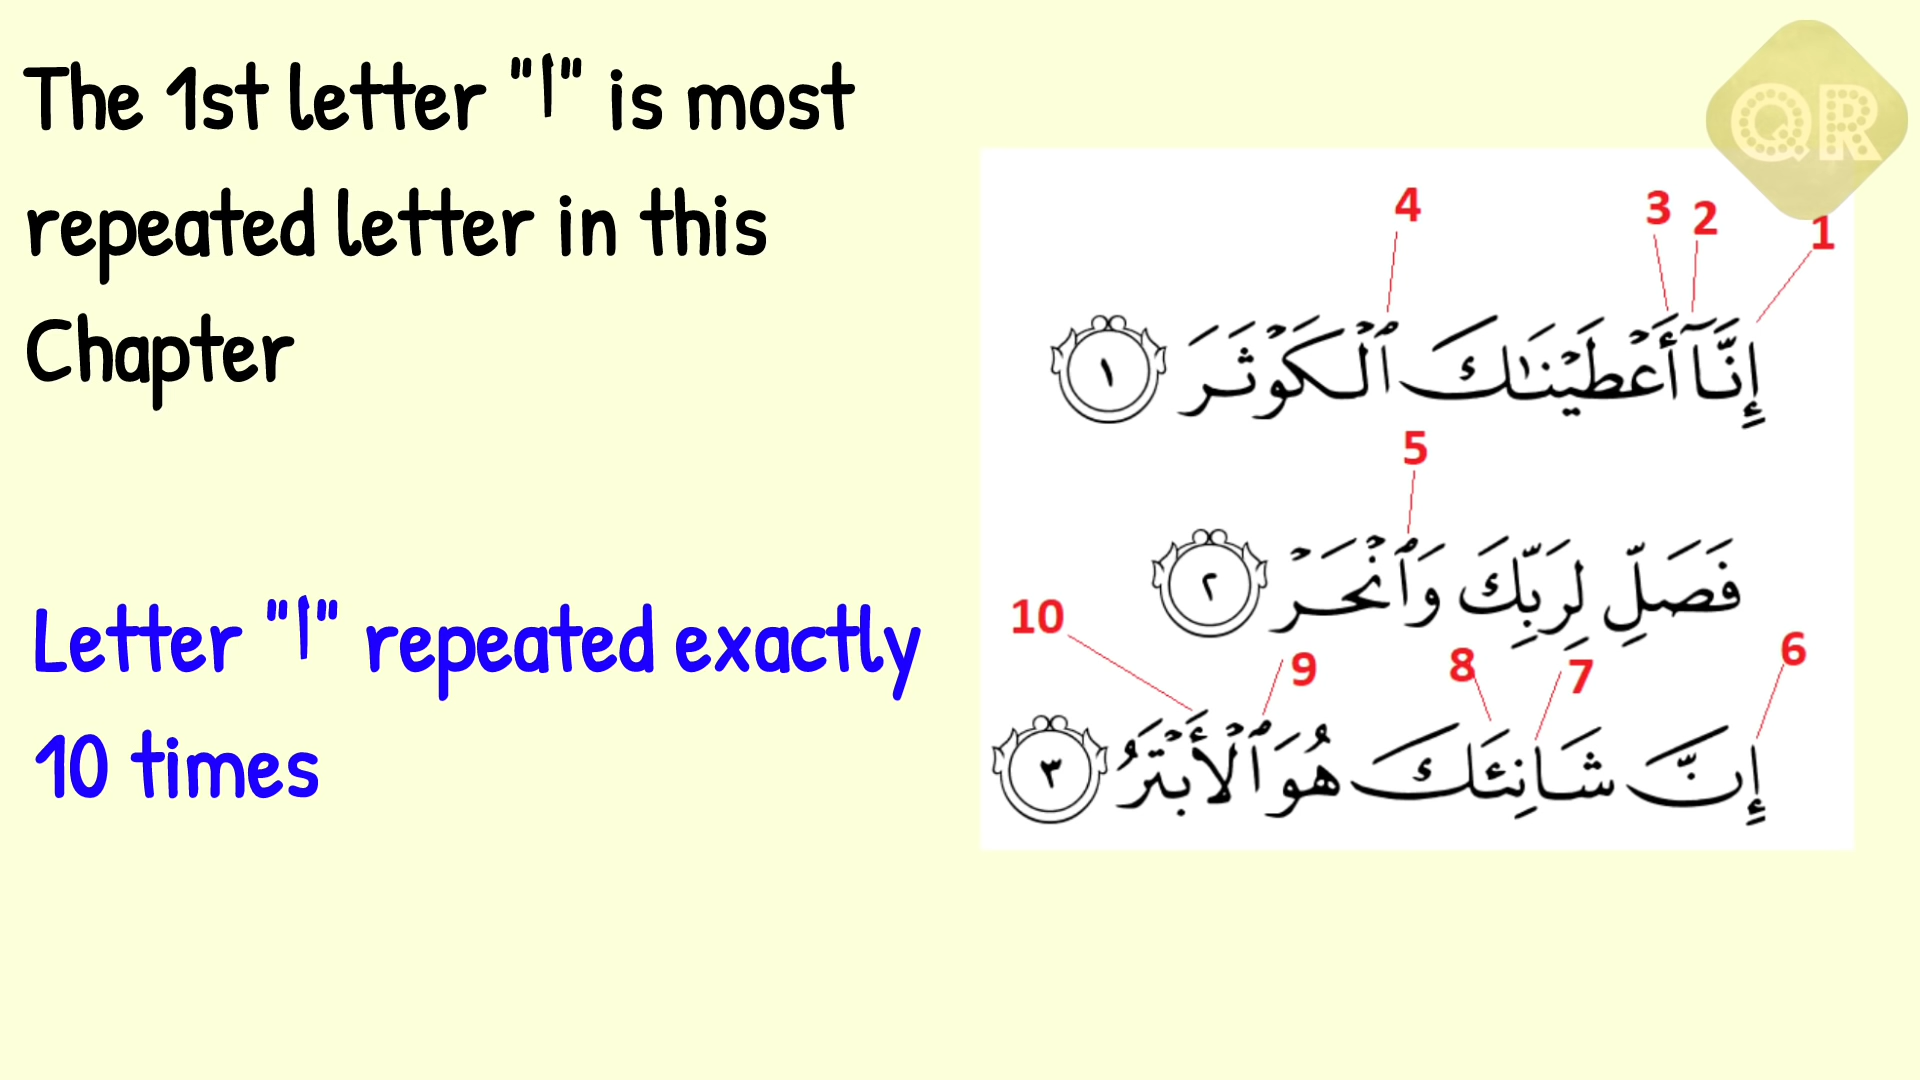 The 1st letter "ا" is most
repeated letter in this
Chapter
Letter "ا" repeated exactly
10 times
QR
4 3 2 1
إِنَّآ أَعْطَيْنَـٰكَ ٱلْكَوْثَرَ ١
5
فَصَلِّ لِرَبِّكَ وَٱنْحَرْ ٢
10 9 8 7 6
إِنَّ شَانِئَكَ هُوَ ٱلْأَبْتَرُ ٣